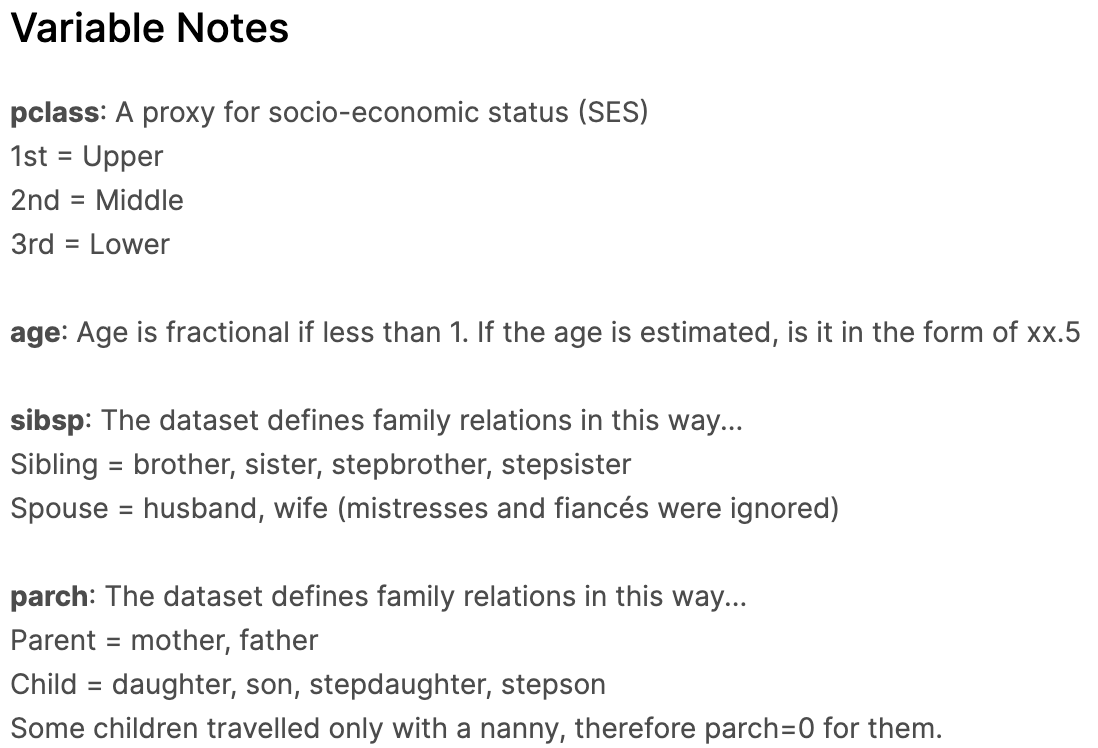 Variable Notes
pclass: A proxy for socio-economic status (SES)
1st = Upper
2nd = Middle
3rd = Lower
age: Age is fractional if less than 1. If the age is estimated, is it in the form of xx.5
sibsp: The dataset defines family relations in this way...
Sibling = brother, sister, stepbrother, stepsister
Spouse = husband, wife (mistresses and fiancés were ignored)
parch: The dataset defines family relations in this way...
Parent = mother, father
Child = daughter, son, stepdaughter, stepson
Some children travelled only with a nanny, therefore parch=0 for them.